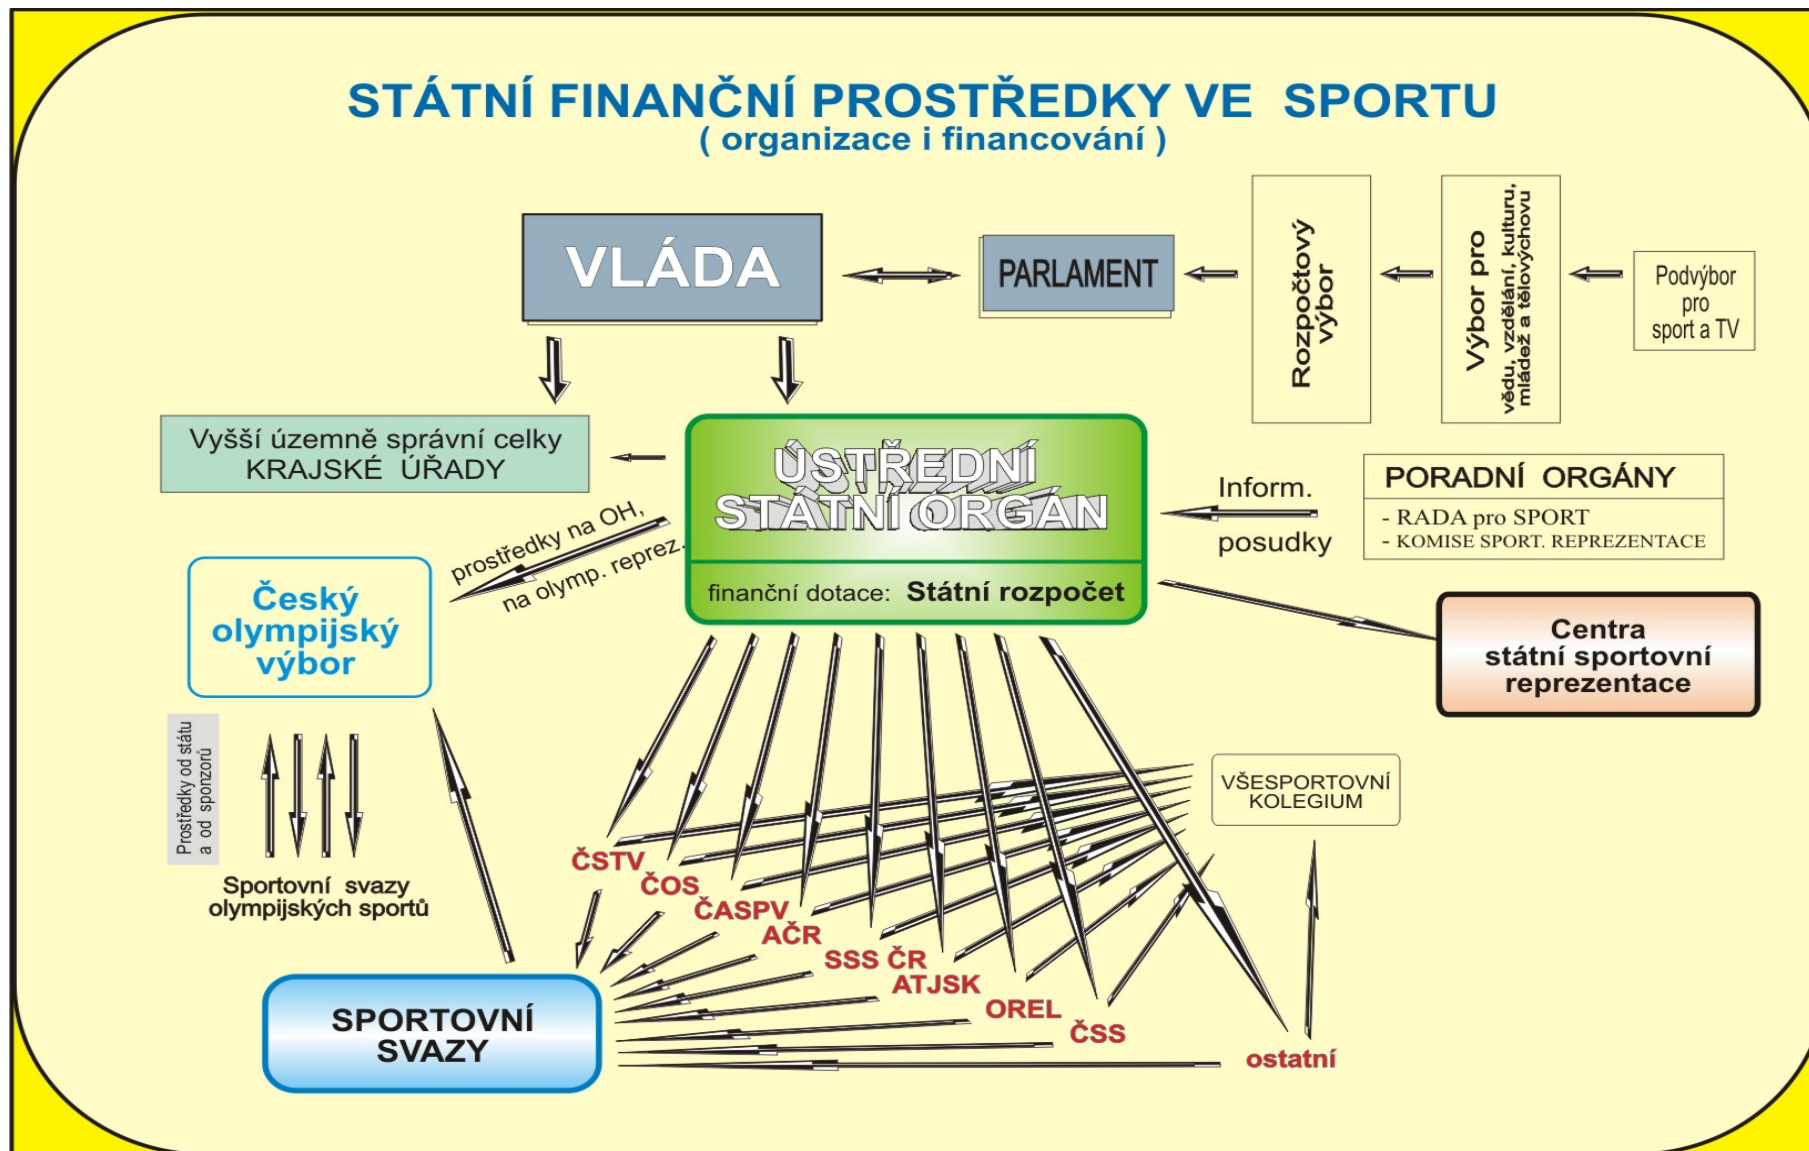 STÁTNÍ FINANČNÍ PROSTŘEDKY VE SPORTU
( organizace i financování )
VLÁDA
PARLAMENT
Rozpočtový
výbor
Výbor pro
vědu, vzdělání, kulturu,
mládež a tělovýchovu
Podvýbor
pro
sport a TV
Vyšší územně správní celky
KRAJSKÉ ÚŘADY
ÚSTŘEDNÍ
STÁTNÍ ORGÁN
finanční dotace: Státní rozpočet
Inform.
posudky
PORADNÍ ORGÁNY
- RADA pro SPORT
- KOMISE SPORT. REPREZENTACE
prostředky na OH,
na olymp. reprez.
Český
olympijský
výbor
Centra
státní sportovní
reprezentace
Prostředky od státu
a od sponzorů
Sportovní svazy
olympijských sportů
VŠESPORTOVNÍ
KOLEGIUM
ČSTV
ČOS
ČASPV
AČR
SSS ČR
ATJSK
OREL
ČSS
ostatní
SPORTOVNÍ
SVAZY